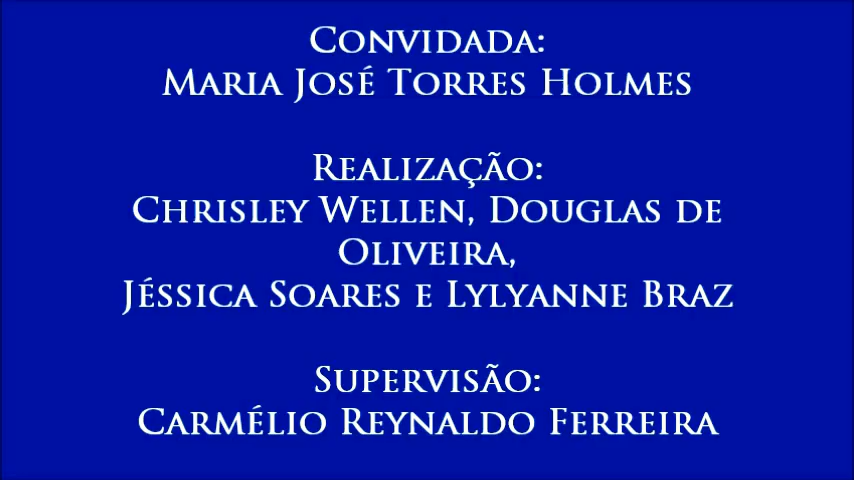 Convidada:
Maria José Torres Holmes
Realização:
Chrisley Wellen, Douglas de
Oliveira,
Jéssica Soares e Lylyanne Braz
Supervisão:
Carmélio Reynaldo Ferreira